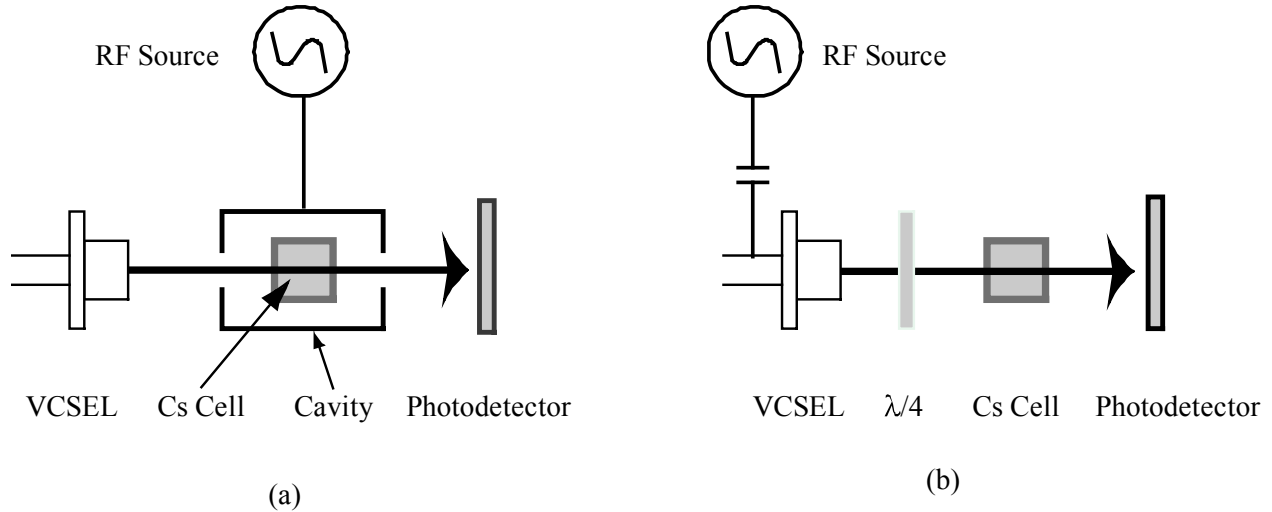 RF Source
VCSEL Cs Cell Cavity Photodetector
(a)
RF Source
VCSEL λ/4 Cs Cell Photodetector
(b)